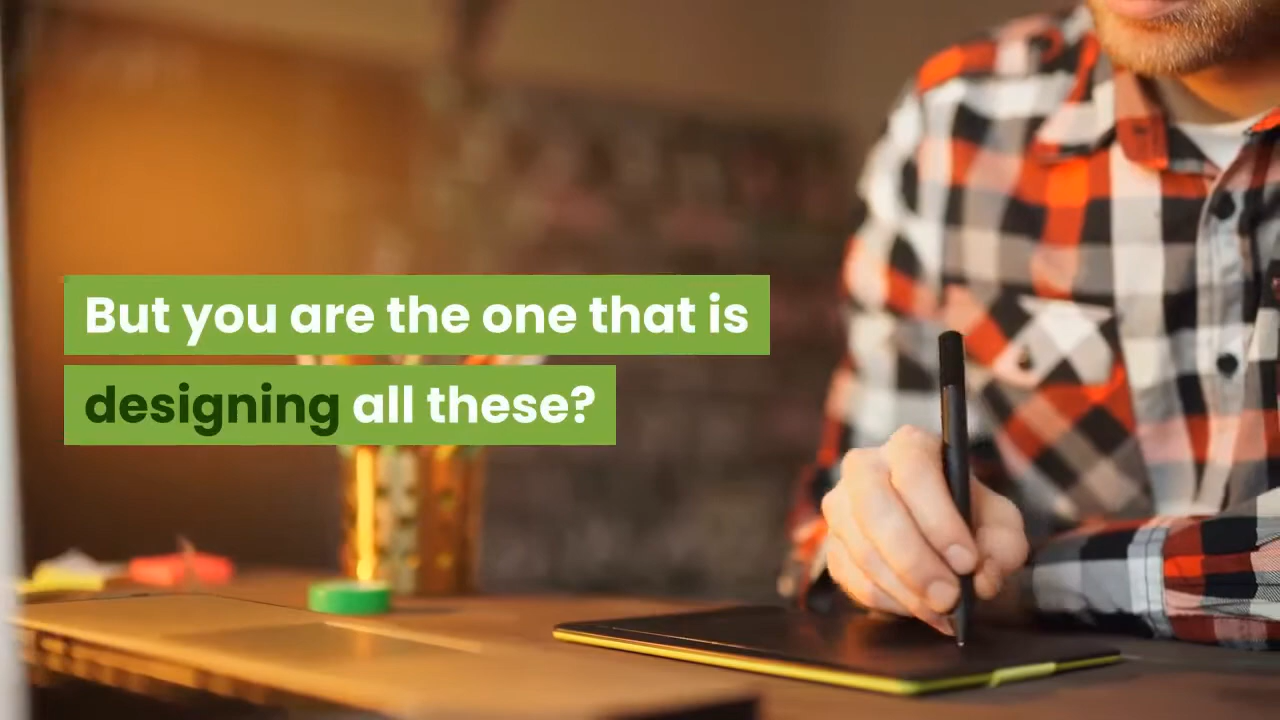 But you are the one that is
designing all these?